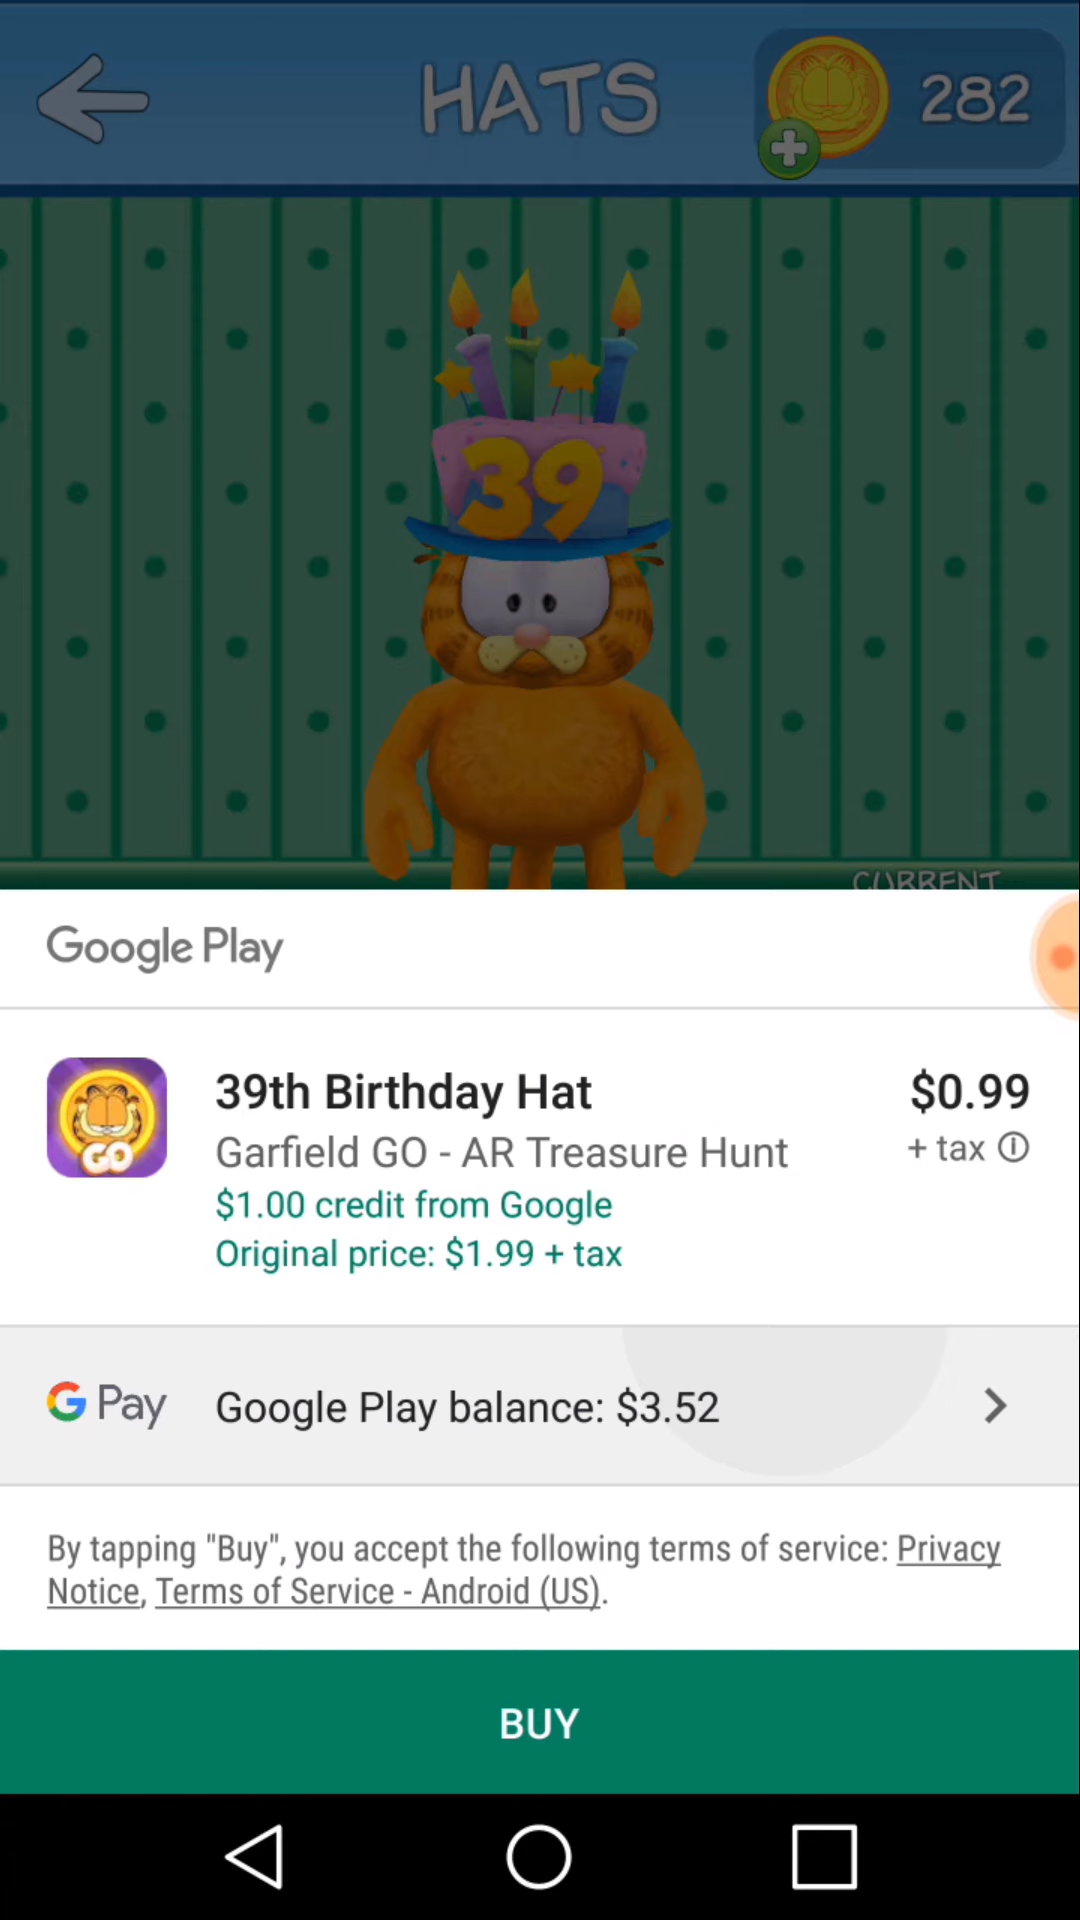 HATS
282
39
CURRENT
Google Play
39th Birthday Hat
$0.99
Garfield GO - AR Treasure Hunt
+ tax
$1.00 credit from Google
Original price: $1.99 + tax
GO
G Pay
Google Play balance: $3.52
By tapping "Buy", you accept the following terms of service: Privacy
Notice, Terms of Service - Android (US).
BUY